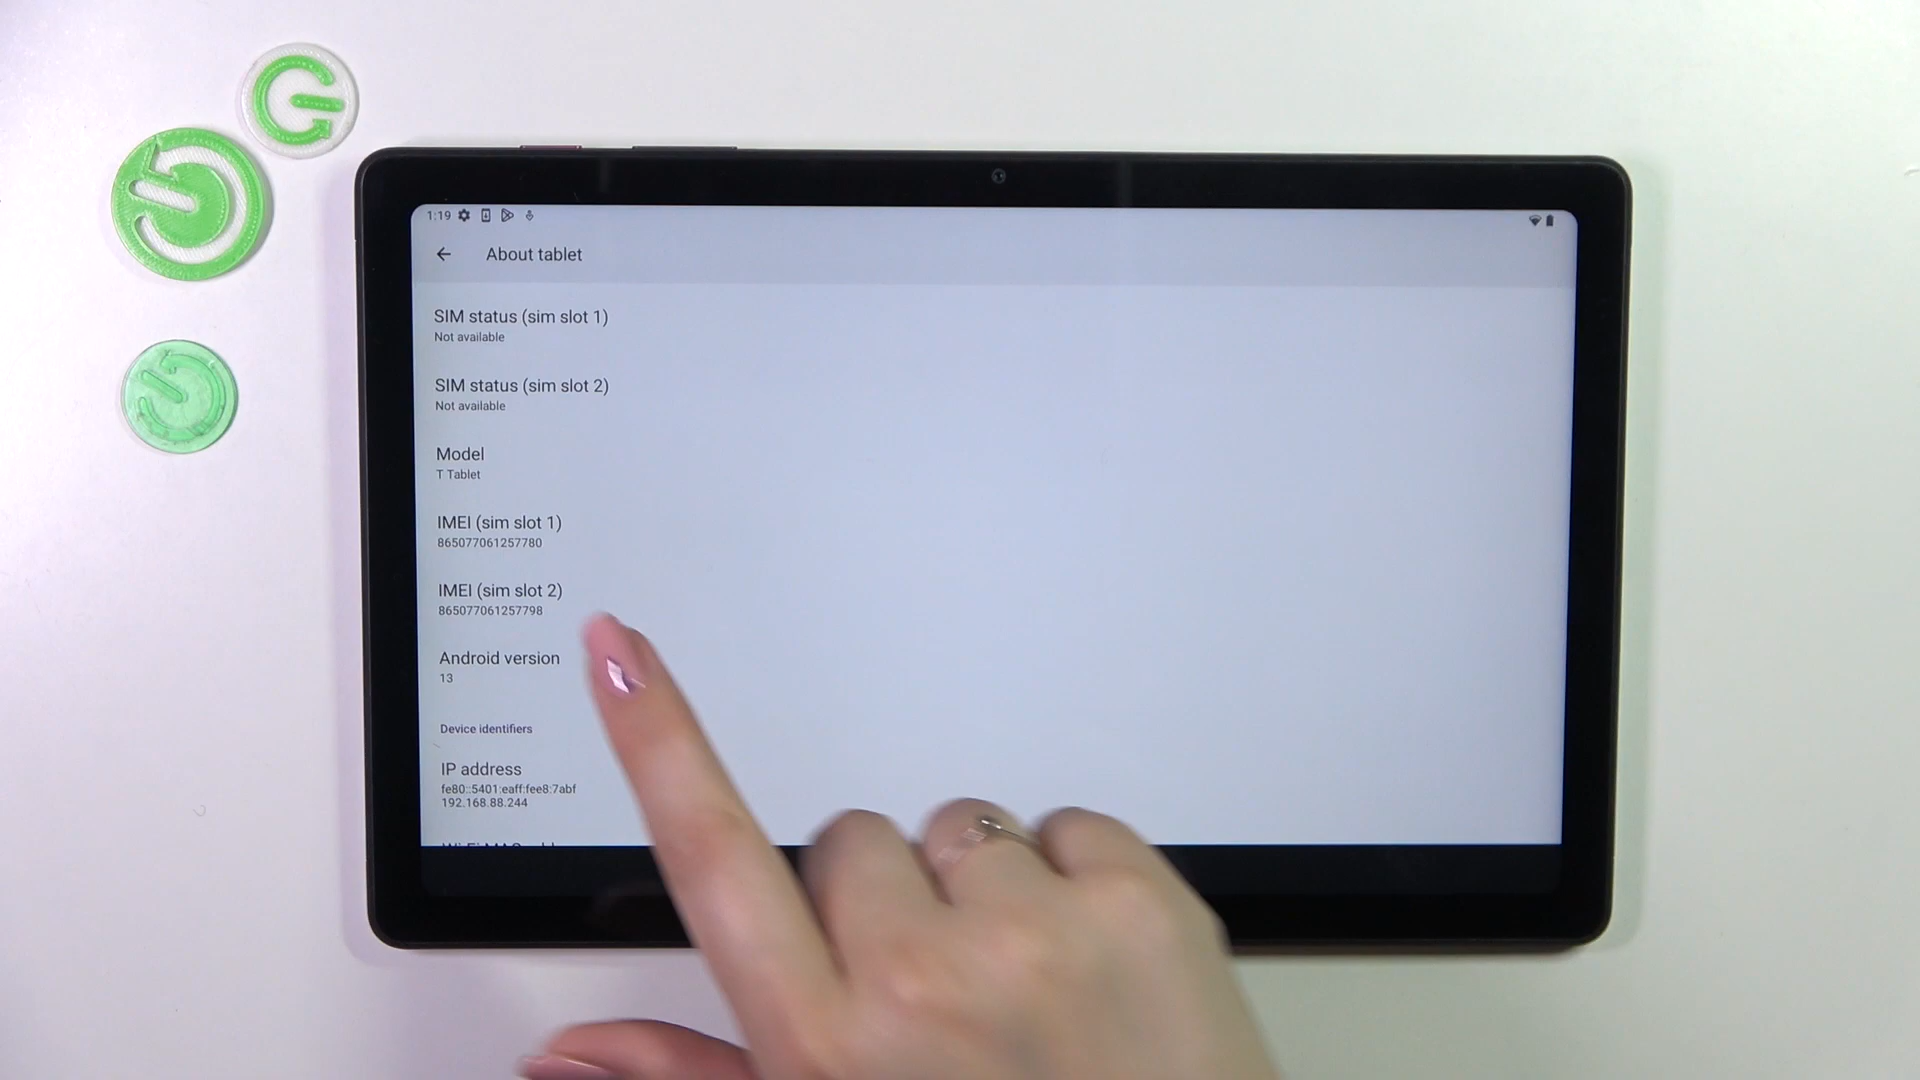 1:19
About tablet
SIM status (sim slot 1)
Not available
SIM status (sim slot 2)
Not available
Model
T Tablet
IMEI (sim slot 1)
865077061257780
IMEI (sim slot 2)
865077061257798
Android version
13
Device identifiers
IP address
fe80::5401:eaff:fee8:7abf
192.168.88.244